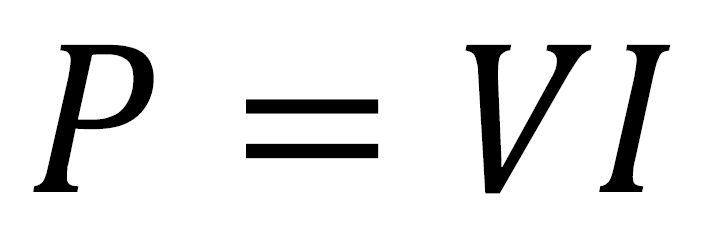 P = VI